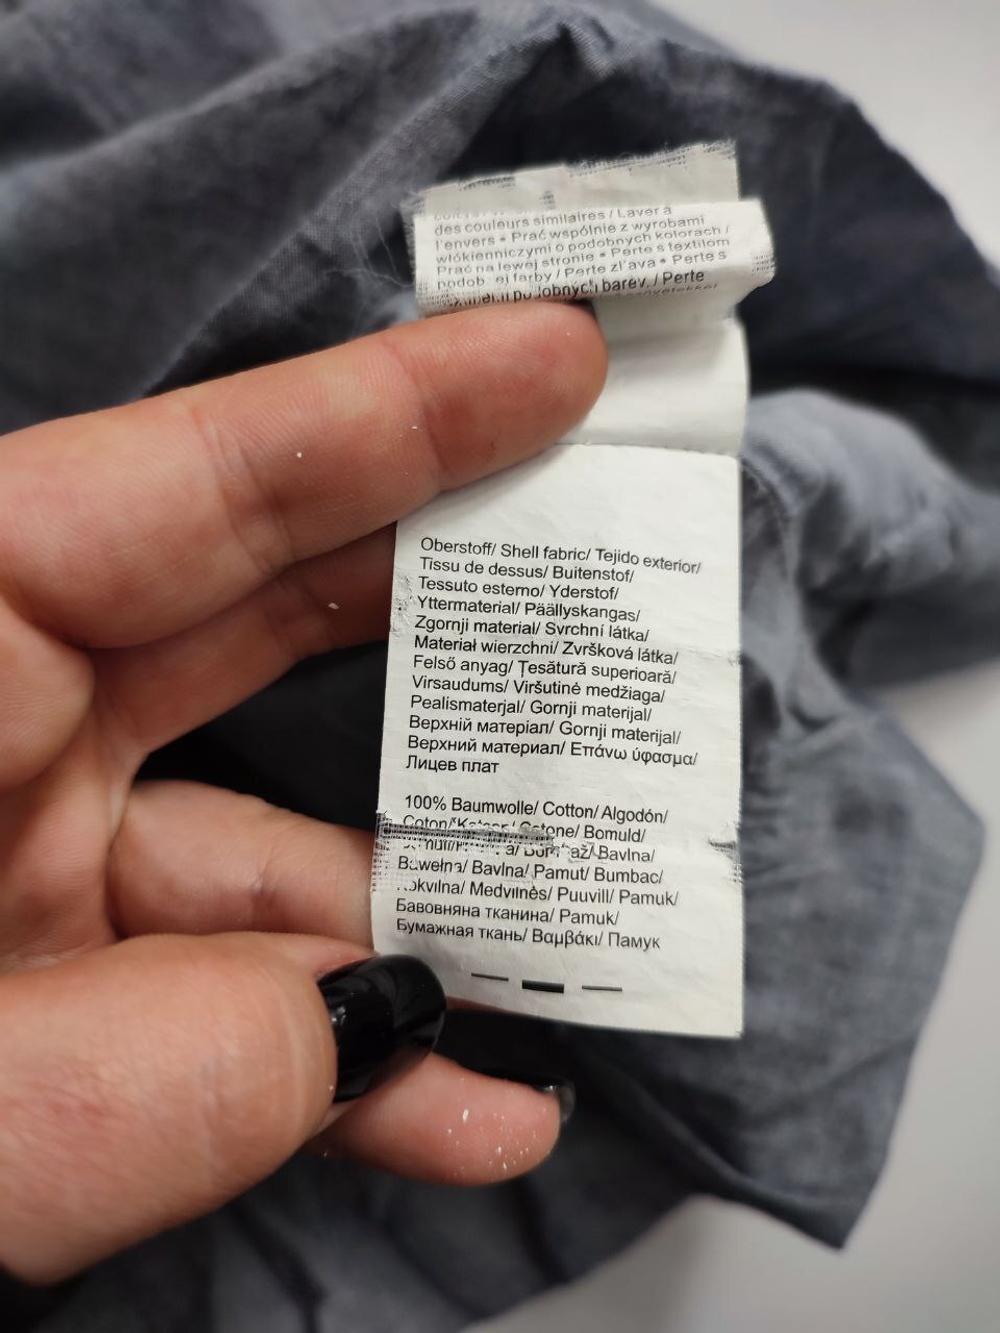 des couleurs similaires / Laver à
l'envers • Prać wspólnie z wyrobami
włókienniczymi o podobnych kolorach /
Prać na lewej stronie • Perte s textilom
podob ej farby / Perte zľava • Perte s
podobných barev. / Perte
Oberstoff/ Shell fabric/ Tejido exterior/
Tissu de dessus/ Buitenstof/
Tessuto esterno/ Yderstof/
Yttermaterial/ Päällyskangas/
Zgornji material/ Svrchní látka/
Materiał wierzchni/ Zvršková látka/
Felső anyag/ Țesătură superioară/
Virsaudums/ Viršutinė medžiaga/
Pealismaterjal/ Gornji materijal/
Верхній матеріал/ Gornji materijal/
Верхний материал/ Επάνω ύφασμα/
Лицев плат
100% Baumwolle/ Cotton/ Algodón/
Coton/ Bomuld/
Bavlna/
Bawełna/ Bavlna/ Pamut/ Bumbac/
Medvilnės/ Puuvill/ Pamuk/
Бавовняна тканина/ Pamuk/
Бумажная ткань/ Βαμβάκι/ Памук